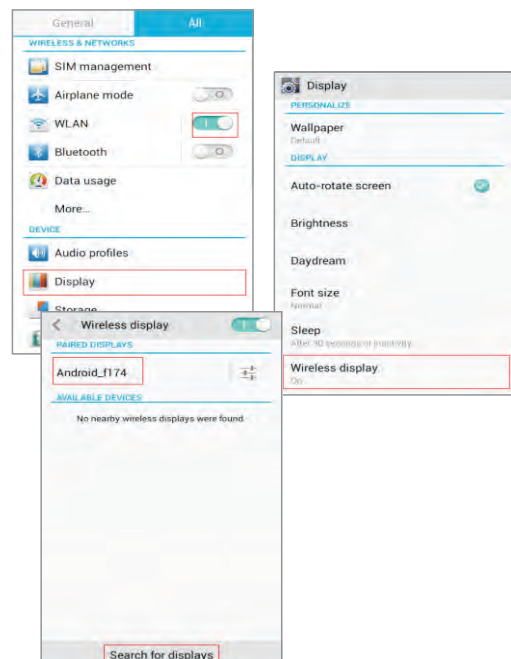 General
All
WIRELESS & NETWORKS
SIM management
Airplane mode
WLAN
Bluetooth
Data usage
More...
DEVICE
Audio profiles
Display
Storage
Display
PERSONALIZE
Wallpaper
Default
DISPLAY
Auto-rotate screen
Brightness
Daydream
Font size
Normal
Sleep
After 30 seconds of inactivity
Wireless display
On
Wireless display
PAIRED DISPLAYS
Android_f174
AVAILABLE DEVICES
No nearby wireless displays were found.
Search for displays